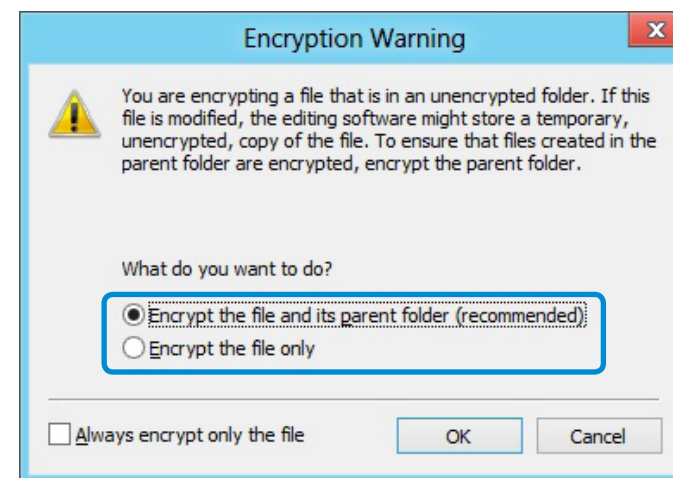 Encryption Warning
x
You are encrypting a file that is in an unencrypted folder. If this
file is modified, the editing software might store a temporary,
unencrypted, copy of the file. To ensure that files created in the
parent folder are encrypted, encrypt the parent folder.
What do you want to do?
Encrypt the file and its parent folder (recommended)
Encrypt the file only
Always encrypt only the file
OK
Cancel